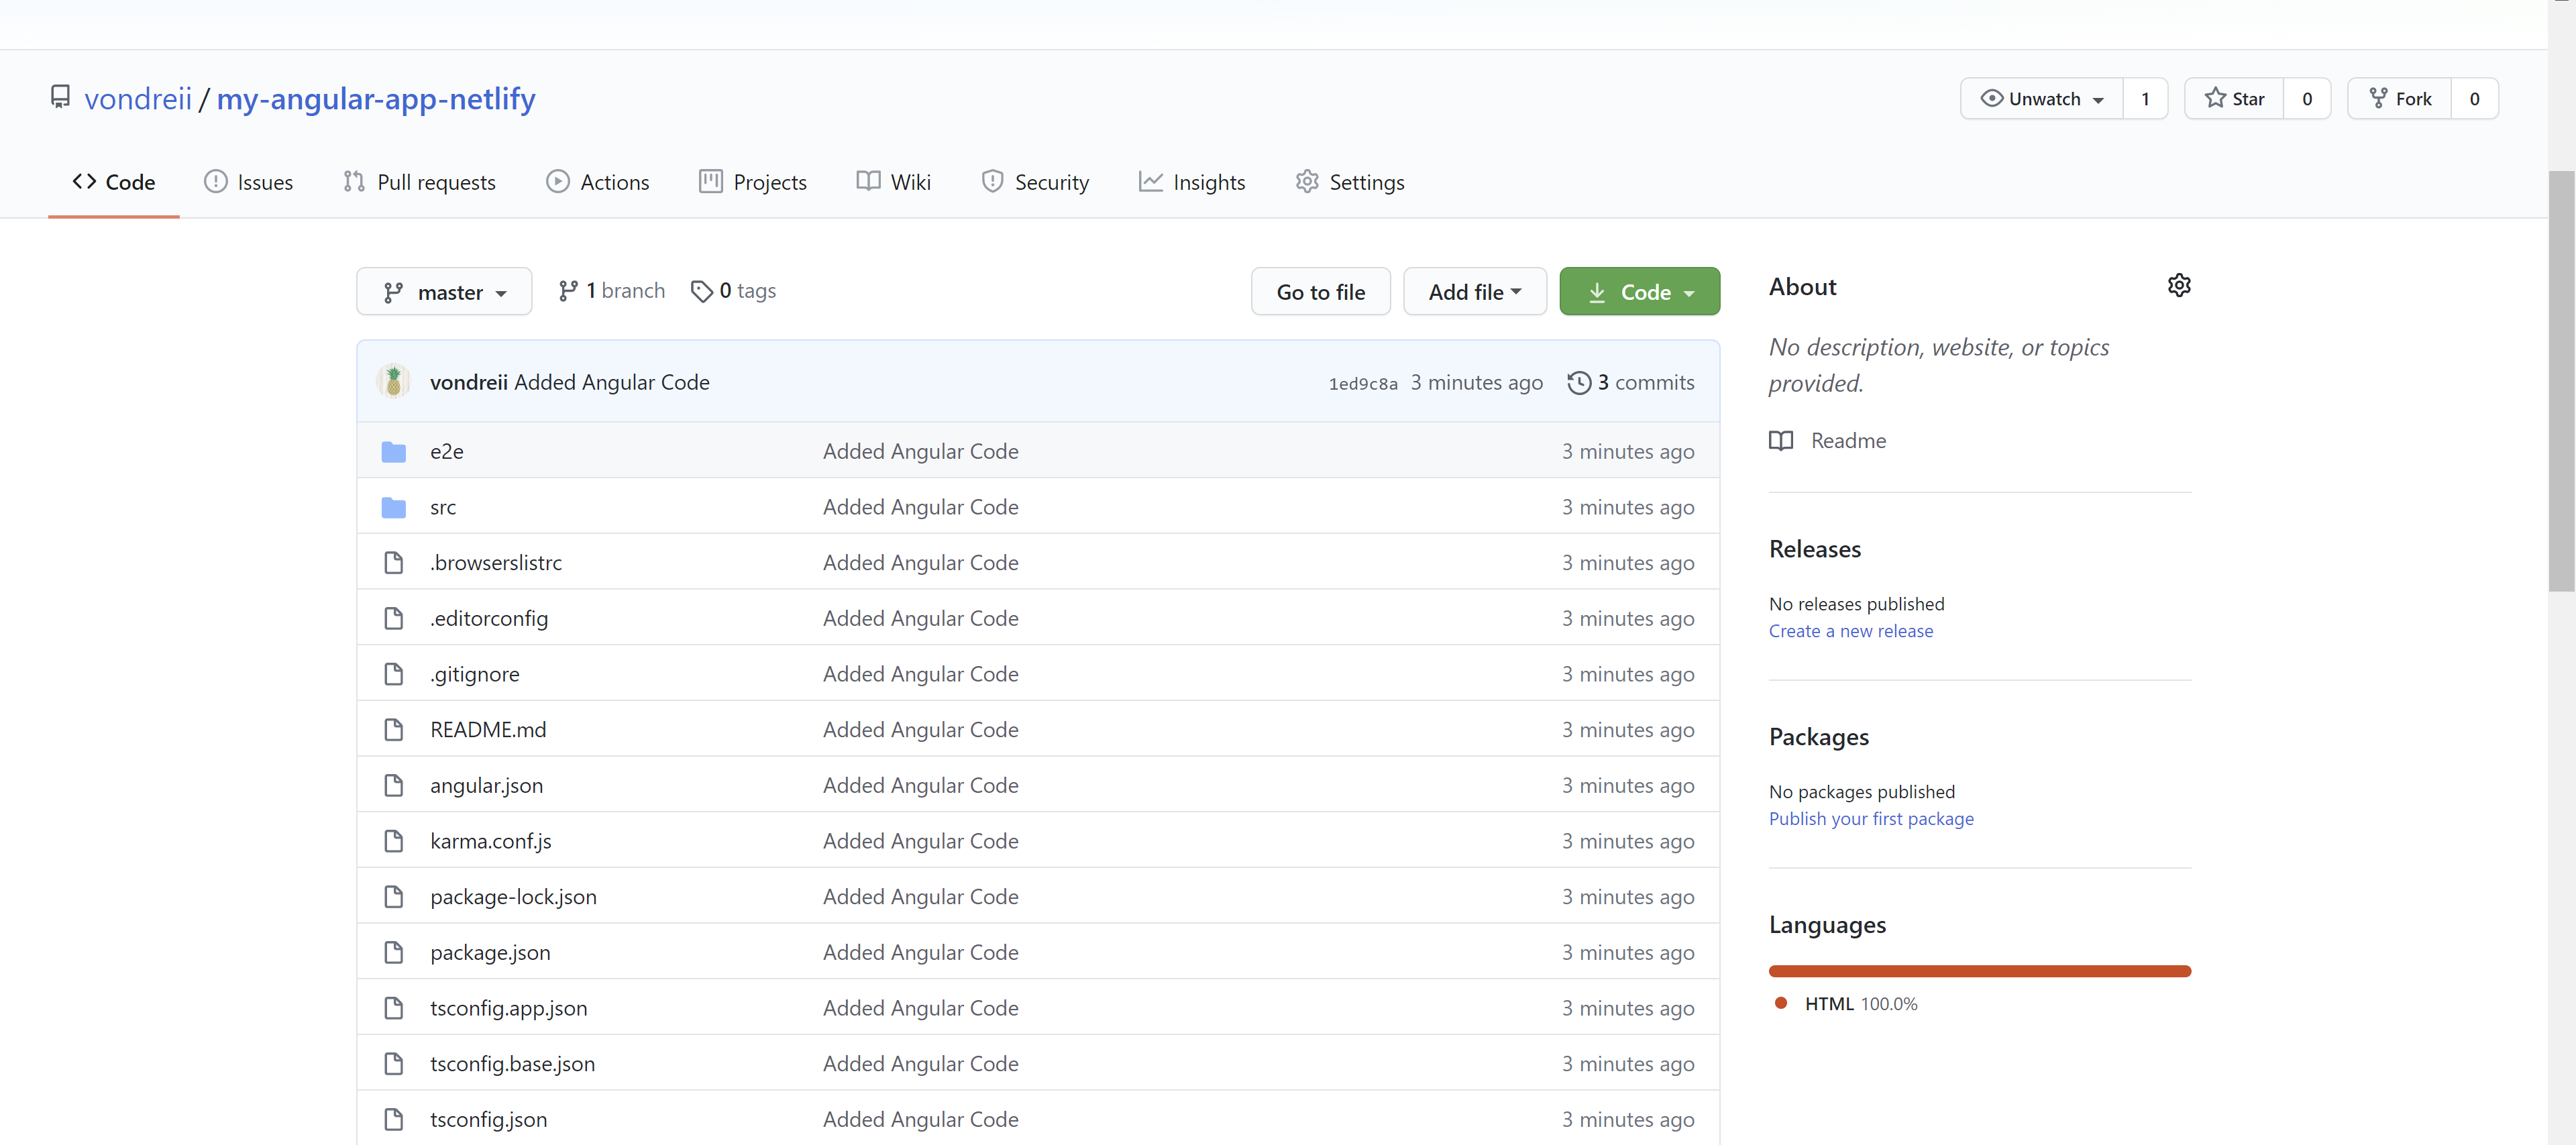 vondreii / my-angular-app-netlify
Unwatch 1 Star 0 Fork 0
Code Issues Pull requests Actions Projects Wiki Security Insights Settings
master 1 branch 0 tags Go to file Add file Code
vondreii Added Angular Code 1ed9c8a 3 minutes ago 3 commits
e2e Added Angular Code 3 minutes ago
src Added Angular Code 3 minutes ago
.browserslistrc Added Angular Code 3 minutes ago
.editorconfig Added Angular Code 3 minutes ago
.gitignore Added Angular Code 3 minutes ago
README.md Added Angular Code 3 minutes ago
angular.json Added Angular Code 3 minutes ago
karma.conf.js Added Angular Code 3 minutes ago
package-lock.json Added Angular Code 3 minutes ago
package.json Added Angular Code 3 minutes ago
tsconfig.app.json Added Angular Code 3 minutes ago
tsconfig.base.json Added Angular Code 3 minutes ago
tsconfig.json Added Angular Code 3 minutes ago
About
No description, website, or topics
provided.
Readme
Releases
No releases published
Create a new release
Packages
No packages published
Publish your first package
Languages
HTML 100.0%